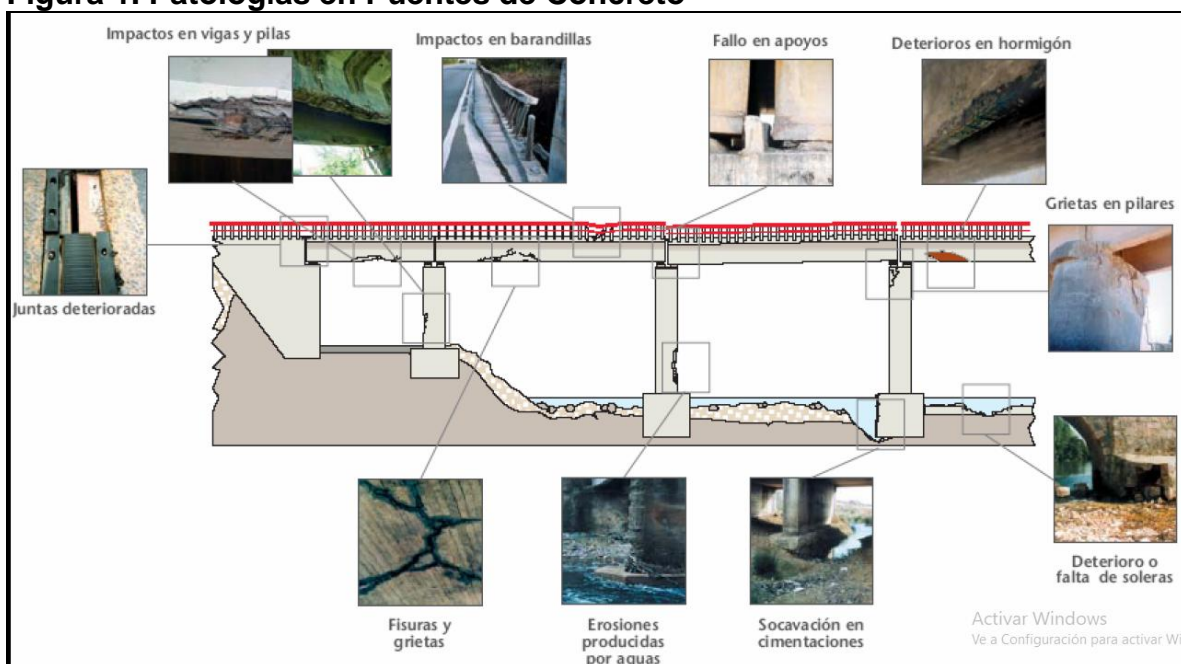 Figura 1. Patologías en Puentes de Concreto
Impactos en vigas y pilas
Impactos en barandillas
Fallo en apoyos
Deterioros en hormigón
Grietas en pilares
Juntas deterioradas
Fisuras y
grietas
Erosiones
producidas
por aguas
Socavación en
cimentaciones
Deterioro o
falta de soleras
Activar Windows
Ve a Configuración para activar Wi